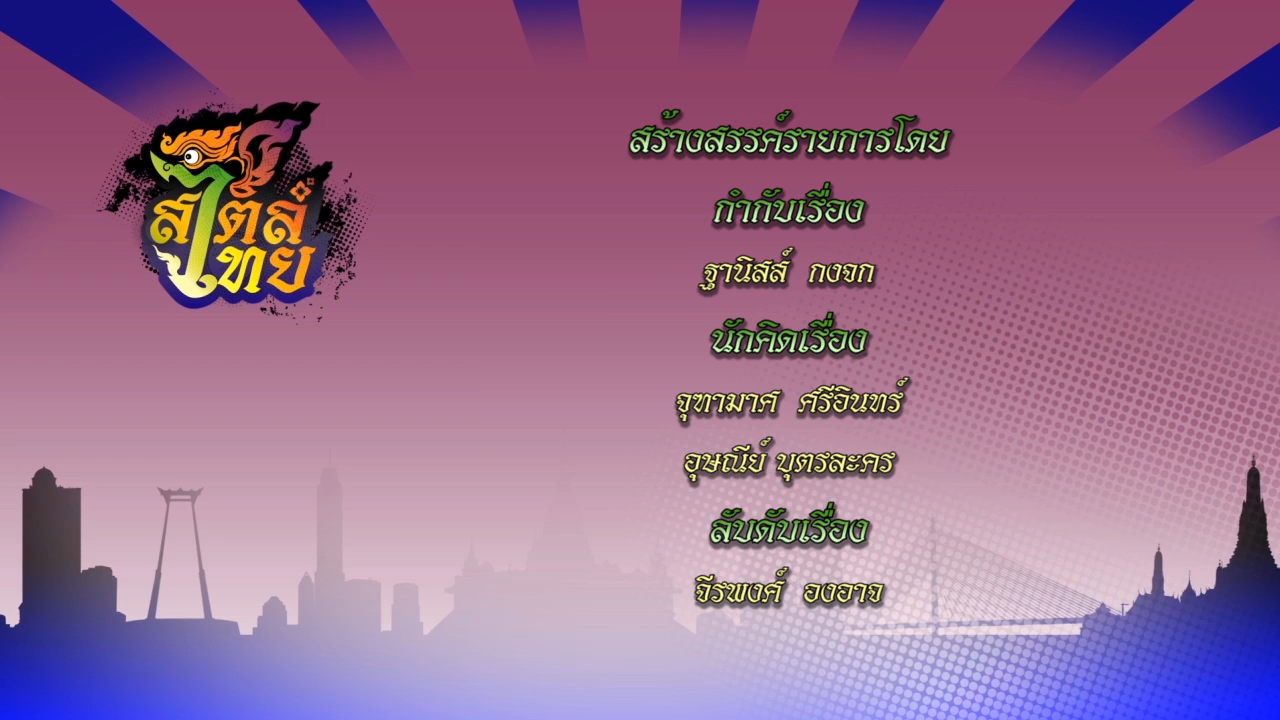 สไตล์
ไทย
สร้างสรรค์รายการโดย
กำกับเรื่อง
ฐานิสส์ กงจก
นักคิดเรื่อง
จุฑามาศ ศรีอินทร์
อุษณีย์ บุตรละคร
ลับดับเรื่อง
จีรพงศ์ องอาจ